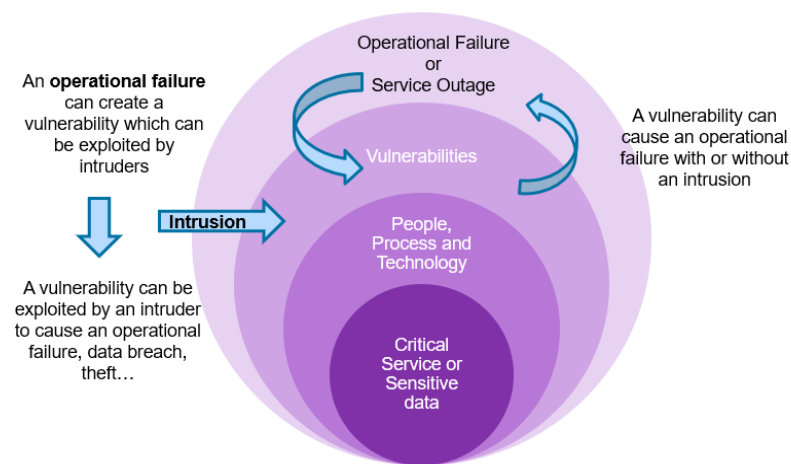 An operational failure
can create a
vulnerability which can
be exploited by
intruders
Intrusion
A vulnerability can be
exploited by an intruder
to cause an operational
failure, data breach,
theft…
Operational Failure
or
Service Outage
Vulnerabilities
People,
Process and
Technology
Critical
Service or
Sensitive
data
A vulnerability can
cause an operational
failure with or without
an intrusion